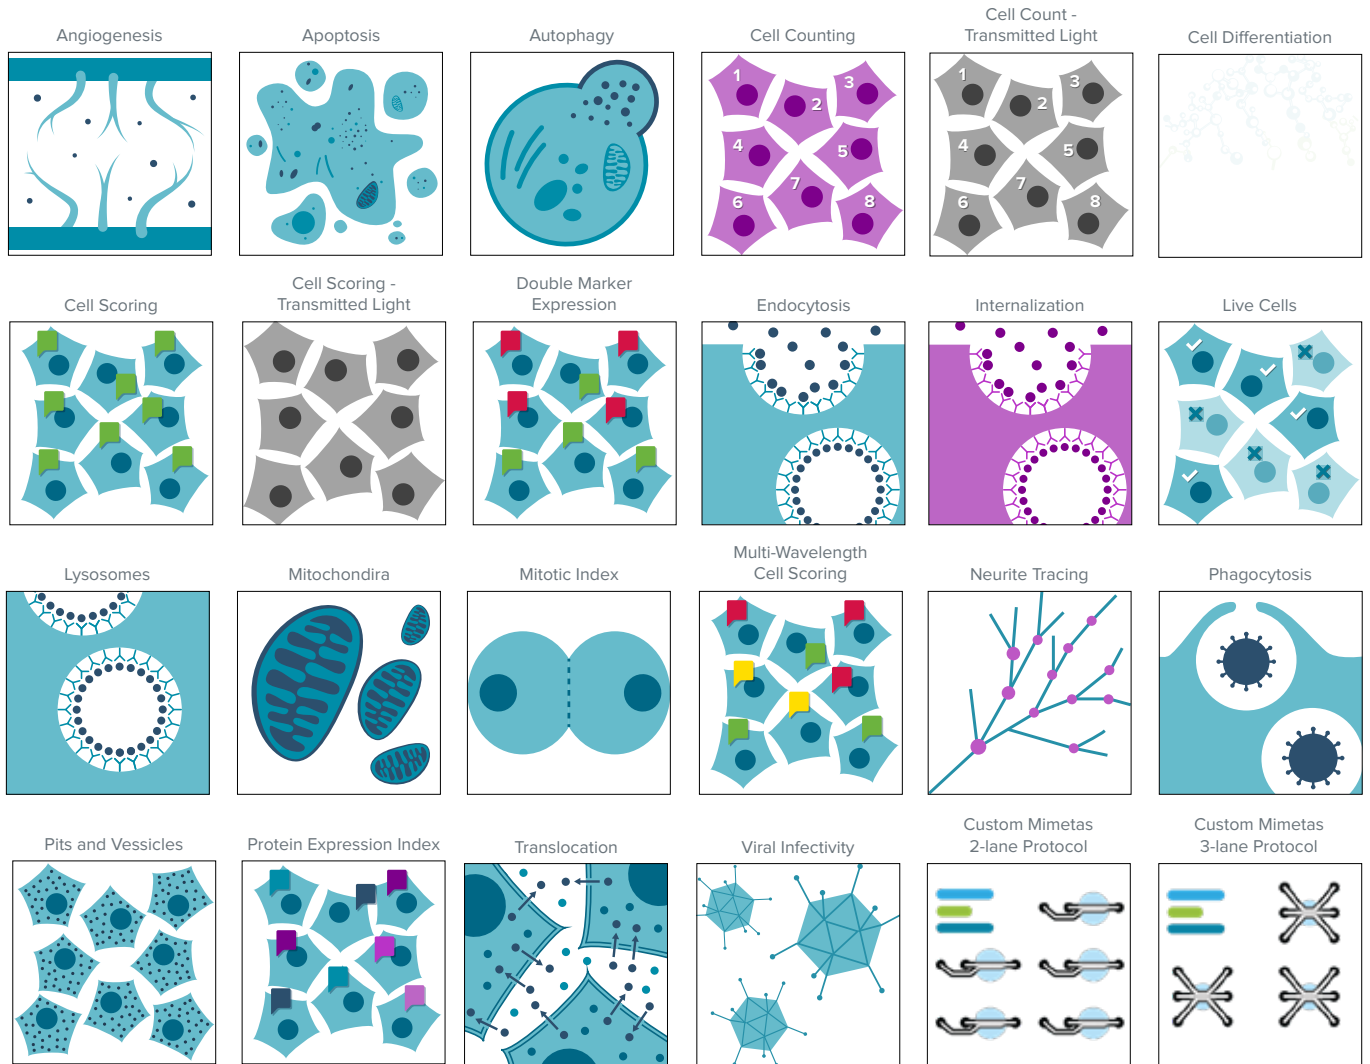 Angiogenesis
Apoptosis
Autophagy
Cell Counting
Cell Count -
Transmitted Light
Cell Differentiation
1
2
3
4
5
6
7
8
1
2
3
4
5
6
7
8
Cell Scoring
Cell Scoring -
Transmitted Light
Double Marker
Expression
Endocytosis
Internalization
Live Cells
Lysosomes
Mitochondira
Mitotic Index
Multi-Wavelength
Cell Scoring
Neurite Tracing
Phagocytosis
Pits and Vessicles
Protein Expression Index
Translocation
Viral Infectivity
Custom Mimetas
2-lane Protocol
Custom Mimetas
3-lane Protocol